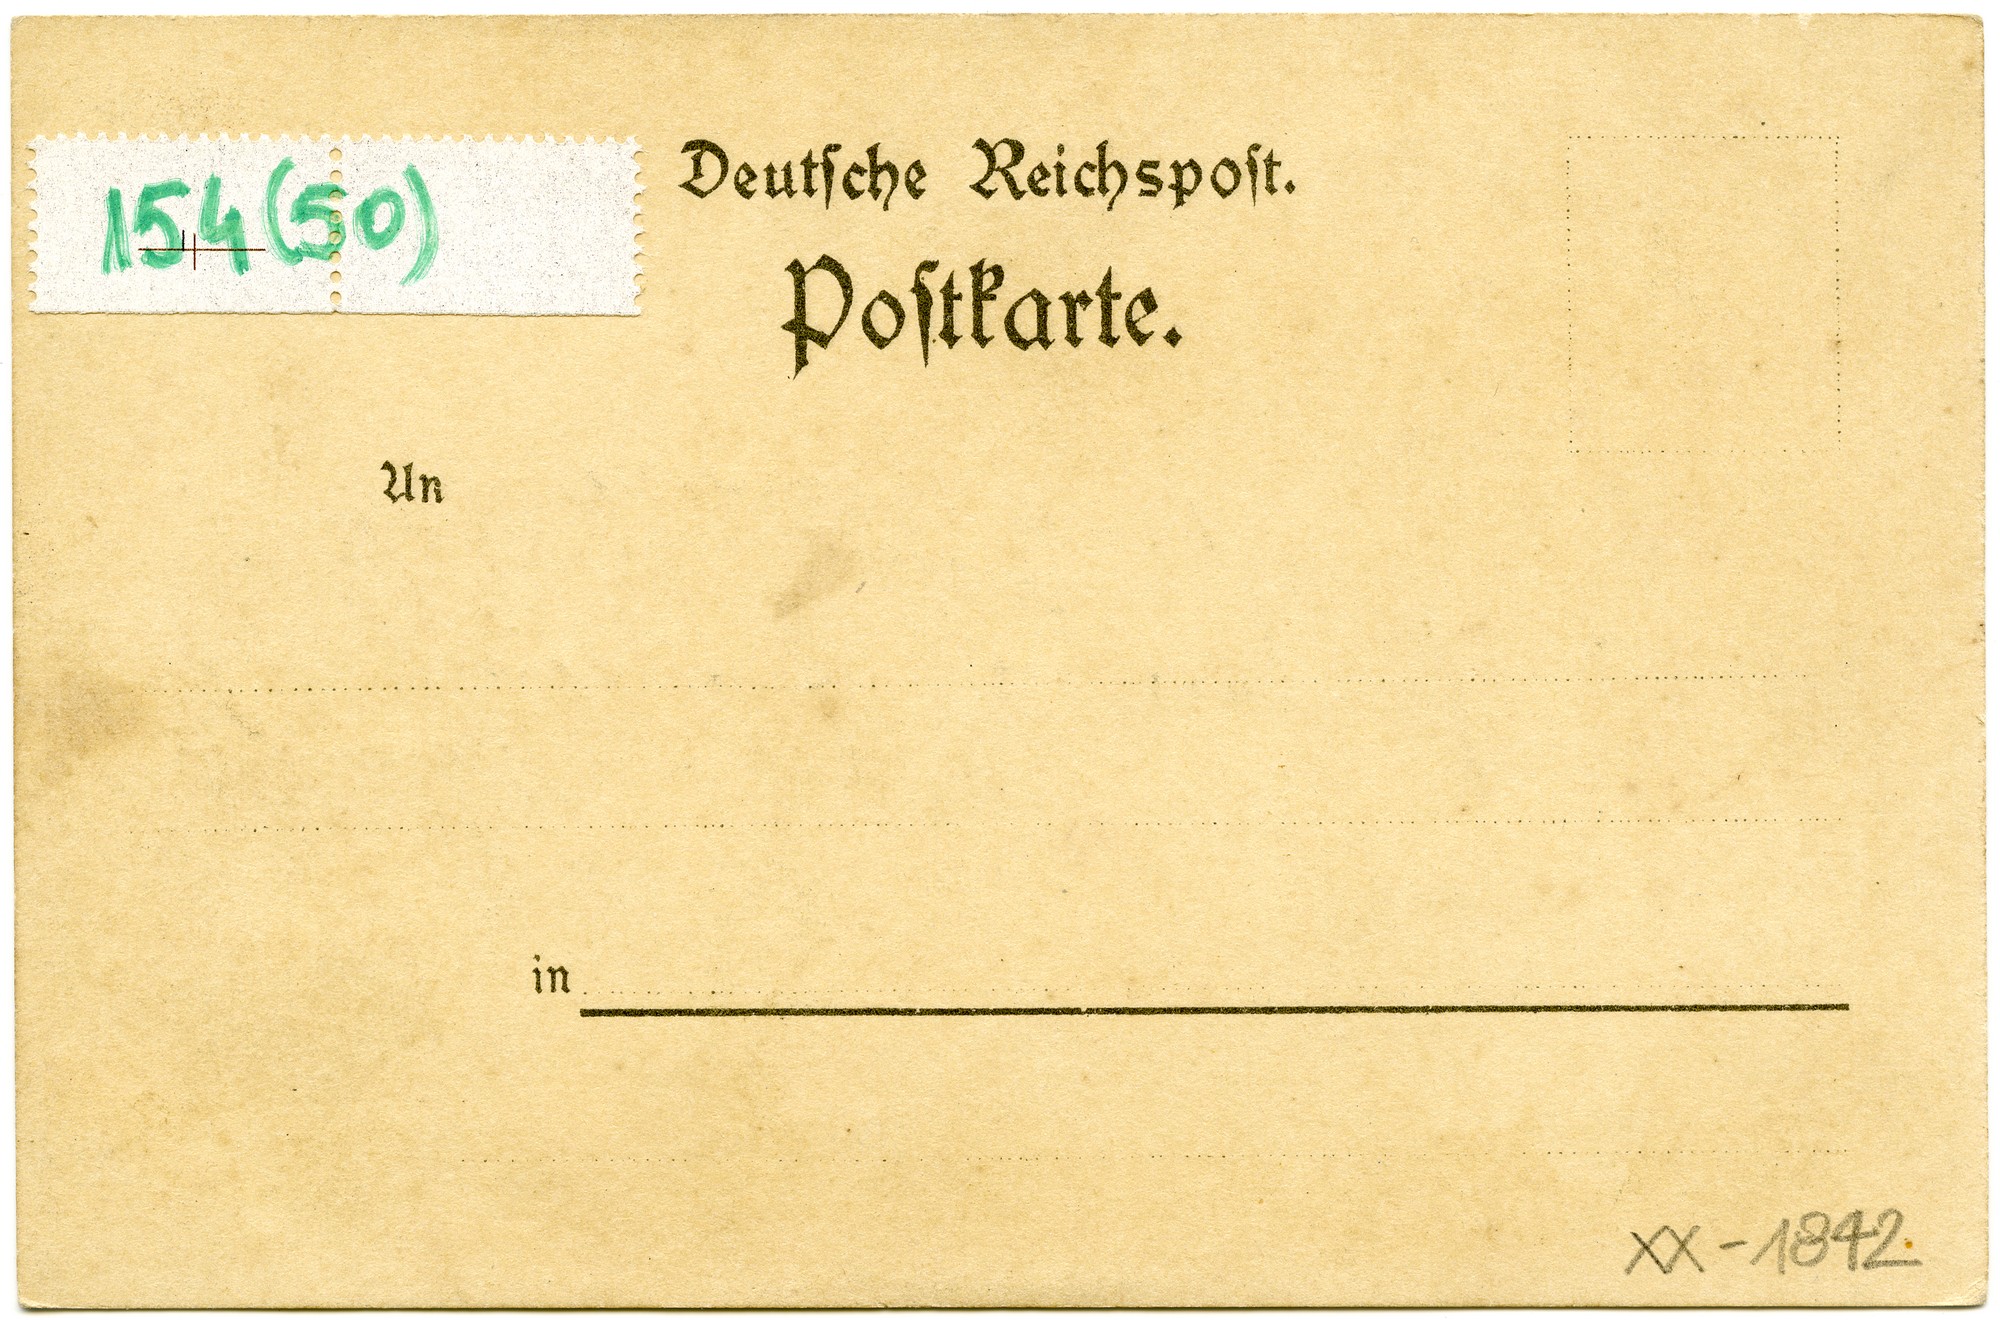 154(50)
Deutſche Reichspoſt.
Poſtkarte.
An
in
XX-1842